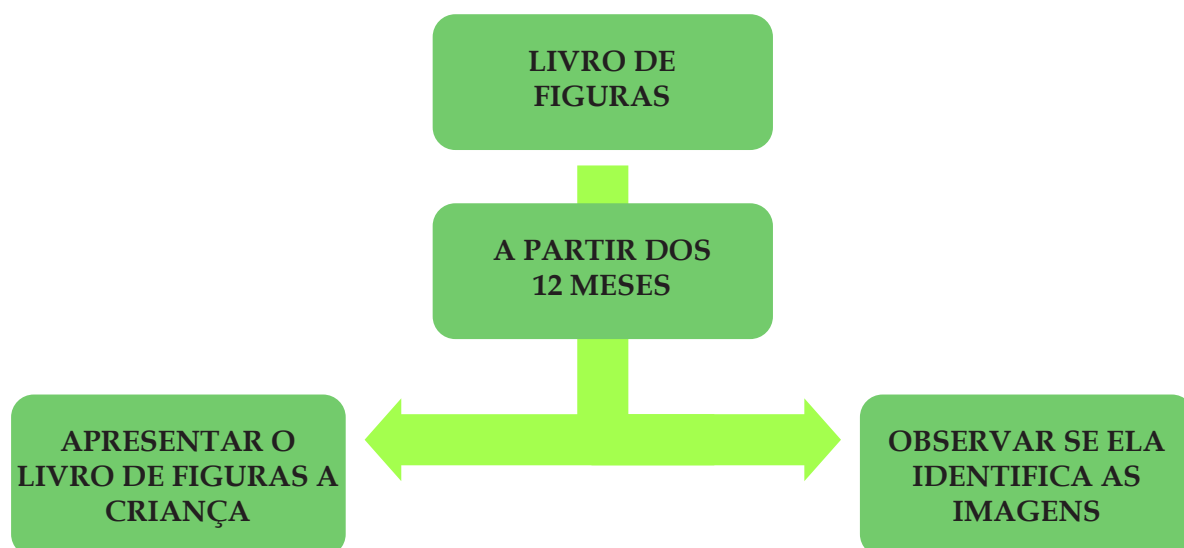 LIVRO DE
FIGURAS
A PARTIR DOS
12 MESES
APRESENTAR O
LIVRO DE FIGURAS A
CRIANÇA
OBSERVAR SE ELA
IDENTIFICA AS
IMAGENS